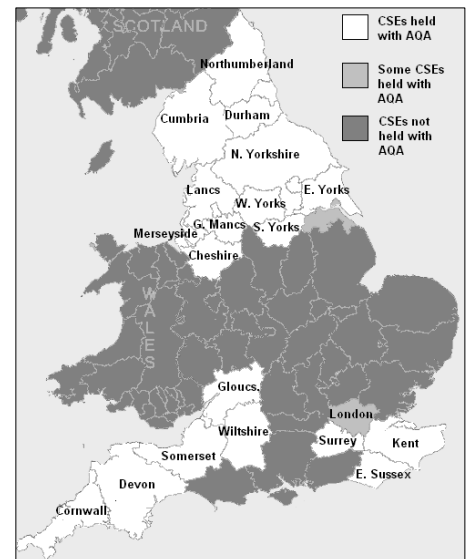 SCOTLAND
CSEs held
with AQA
Some CSEs
held with
AQA
CSEs not
held with
AQA
Northumberland
Durham
Cumbria
N. Yorkshire
Lancs
E. Yorks
W. Yorks
G. Mancs
S. Yorks
Merseyside
Cheshire
WALES
Gloucs.
London
Wiltshire
Surrey
Kent
Somerset
E. Sussex
Devon
Cornwall